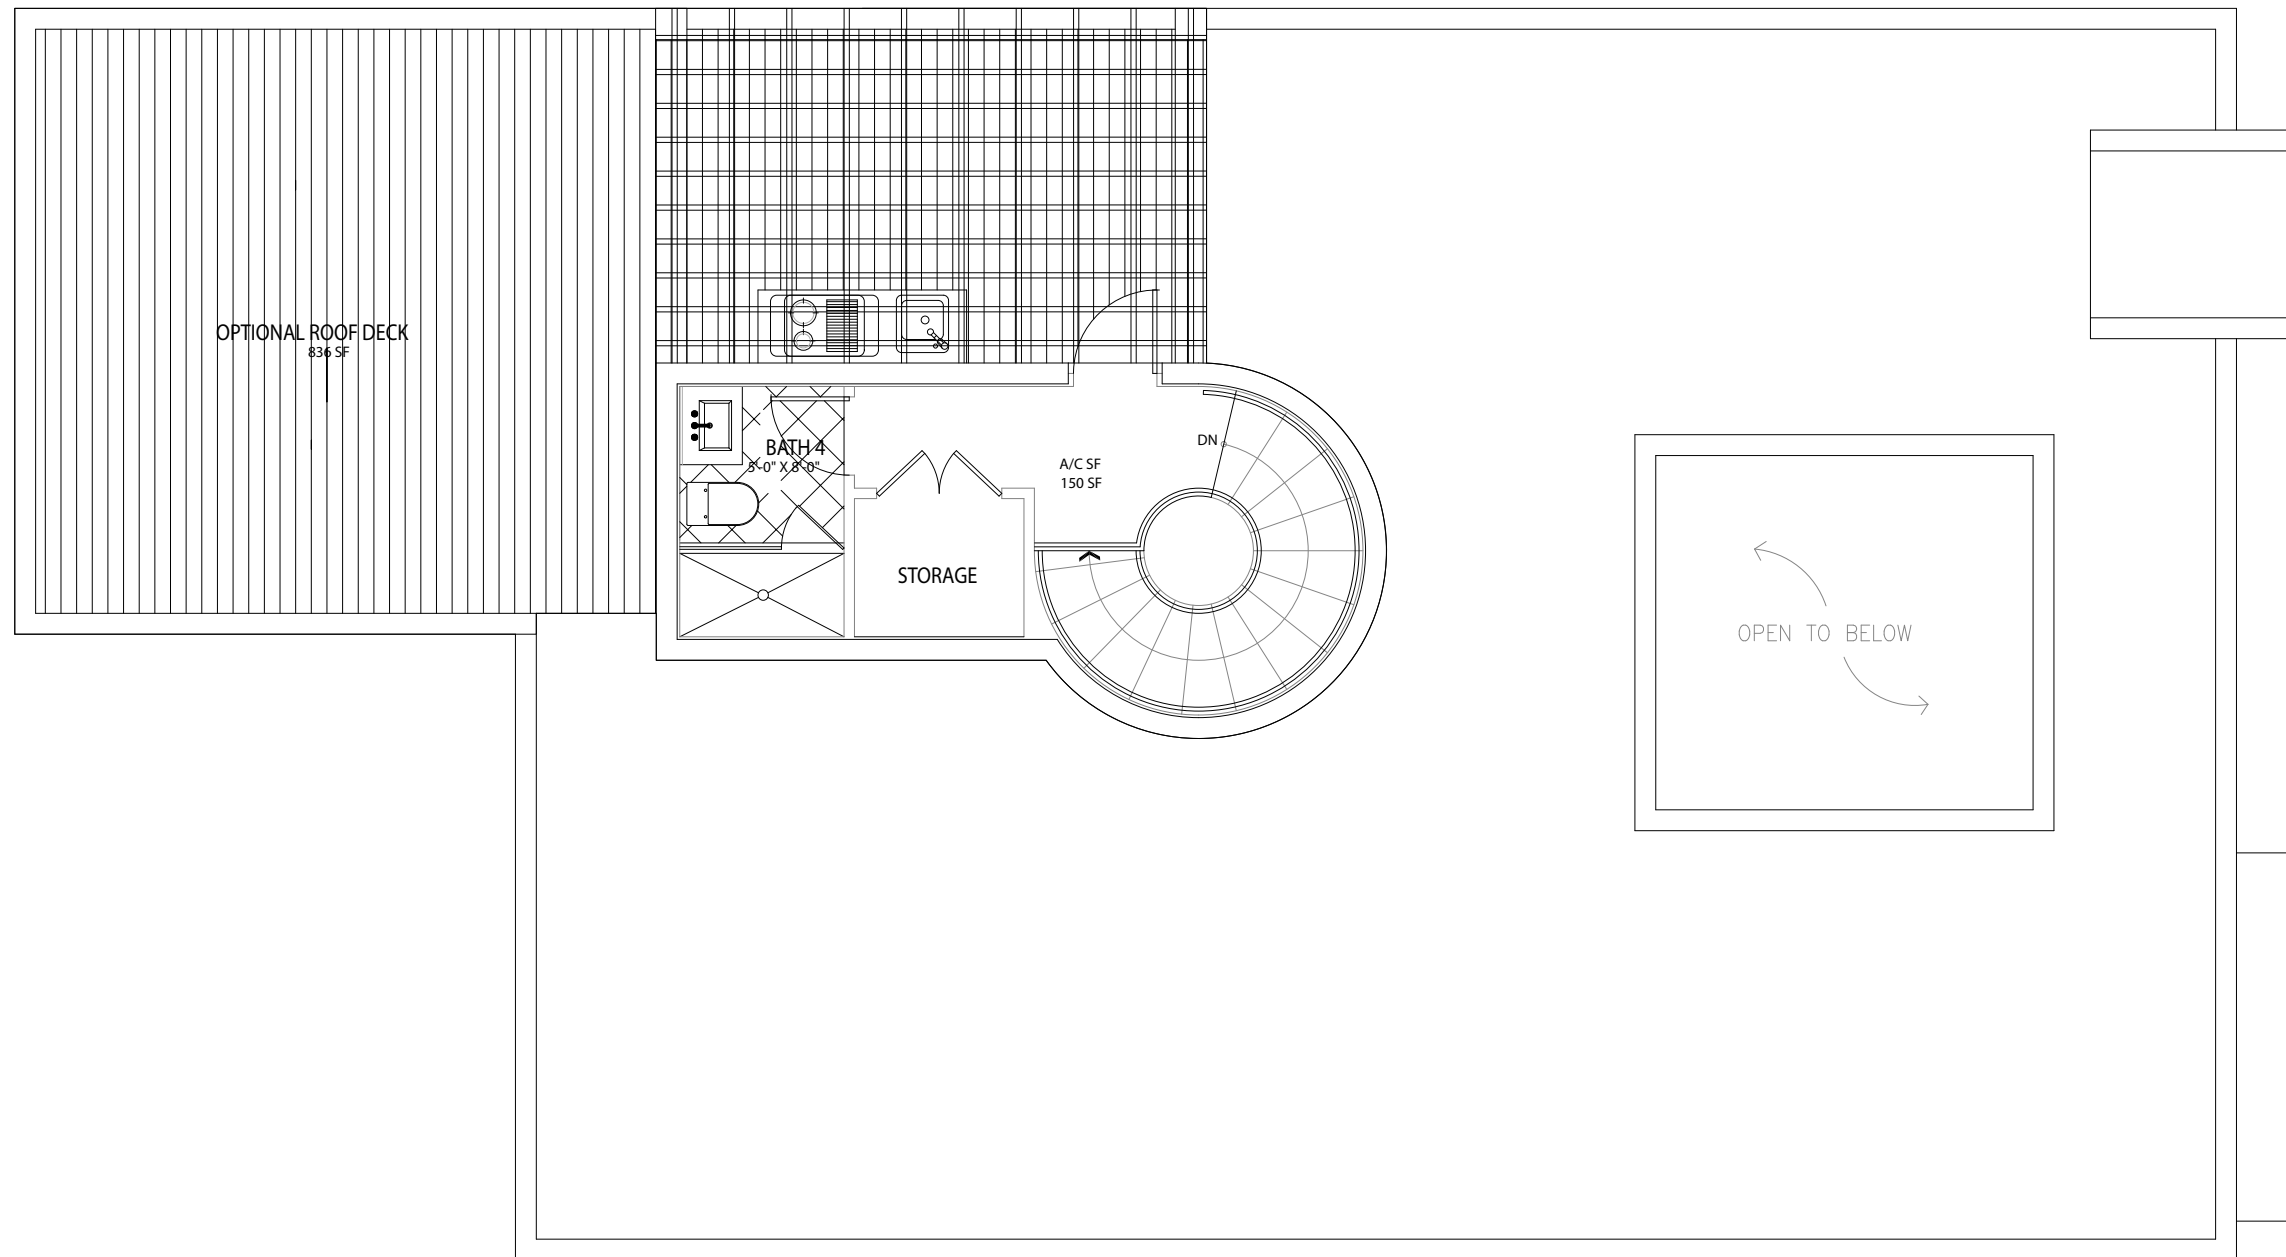 OPTIONAL ROOF DECK
836 SF
BATH 4
5'-0" X 8'-0"
DN
A/C SF
150 SF
STORAGE
OPEN TO BELOW